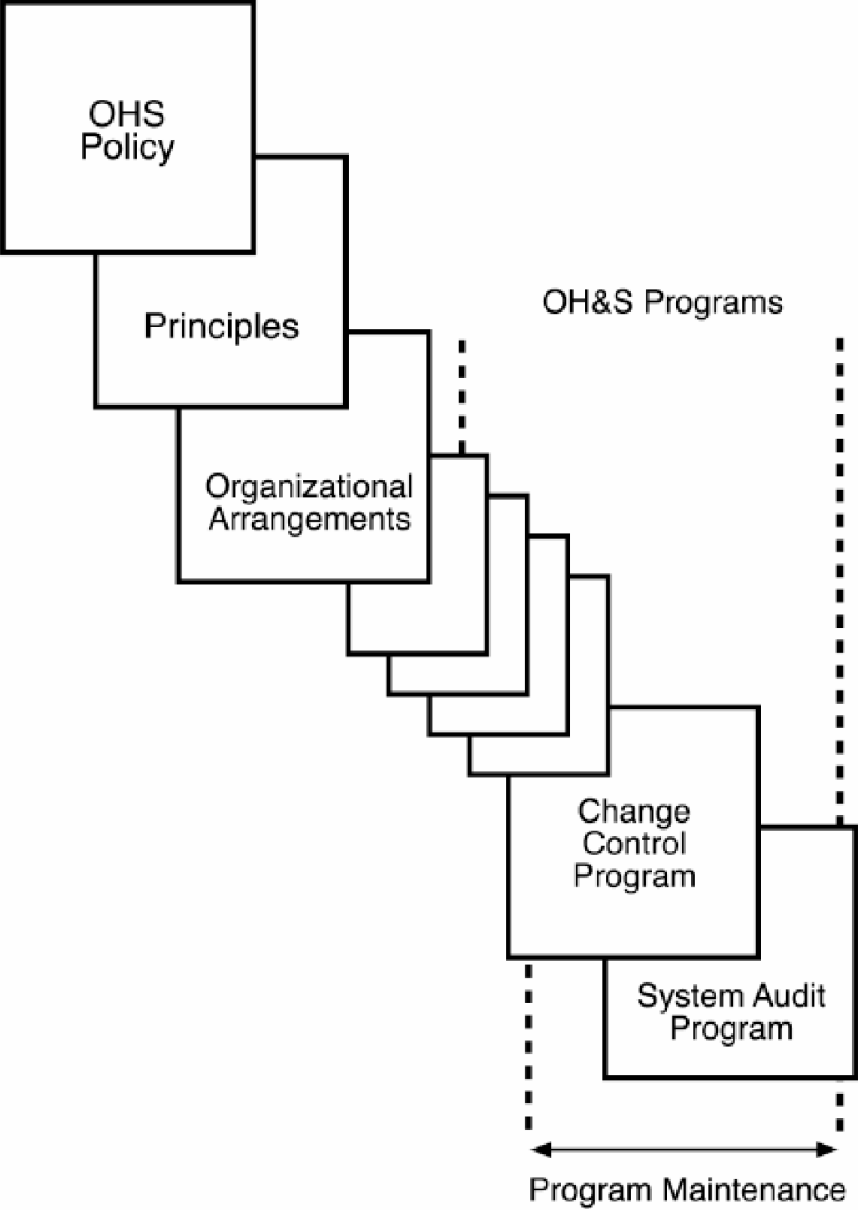 OHS
Policy
Principles
OH&S Programs
Organizational
Arrangements
Change
Control
Program
System Audit
Program
Program Maintenance